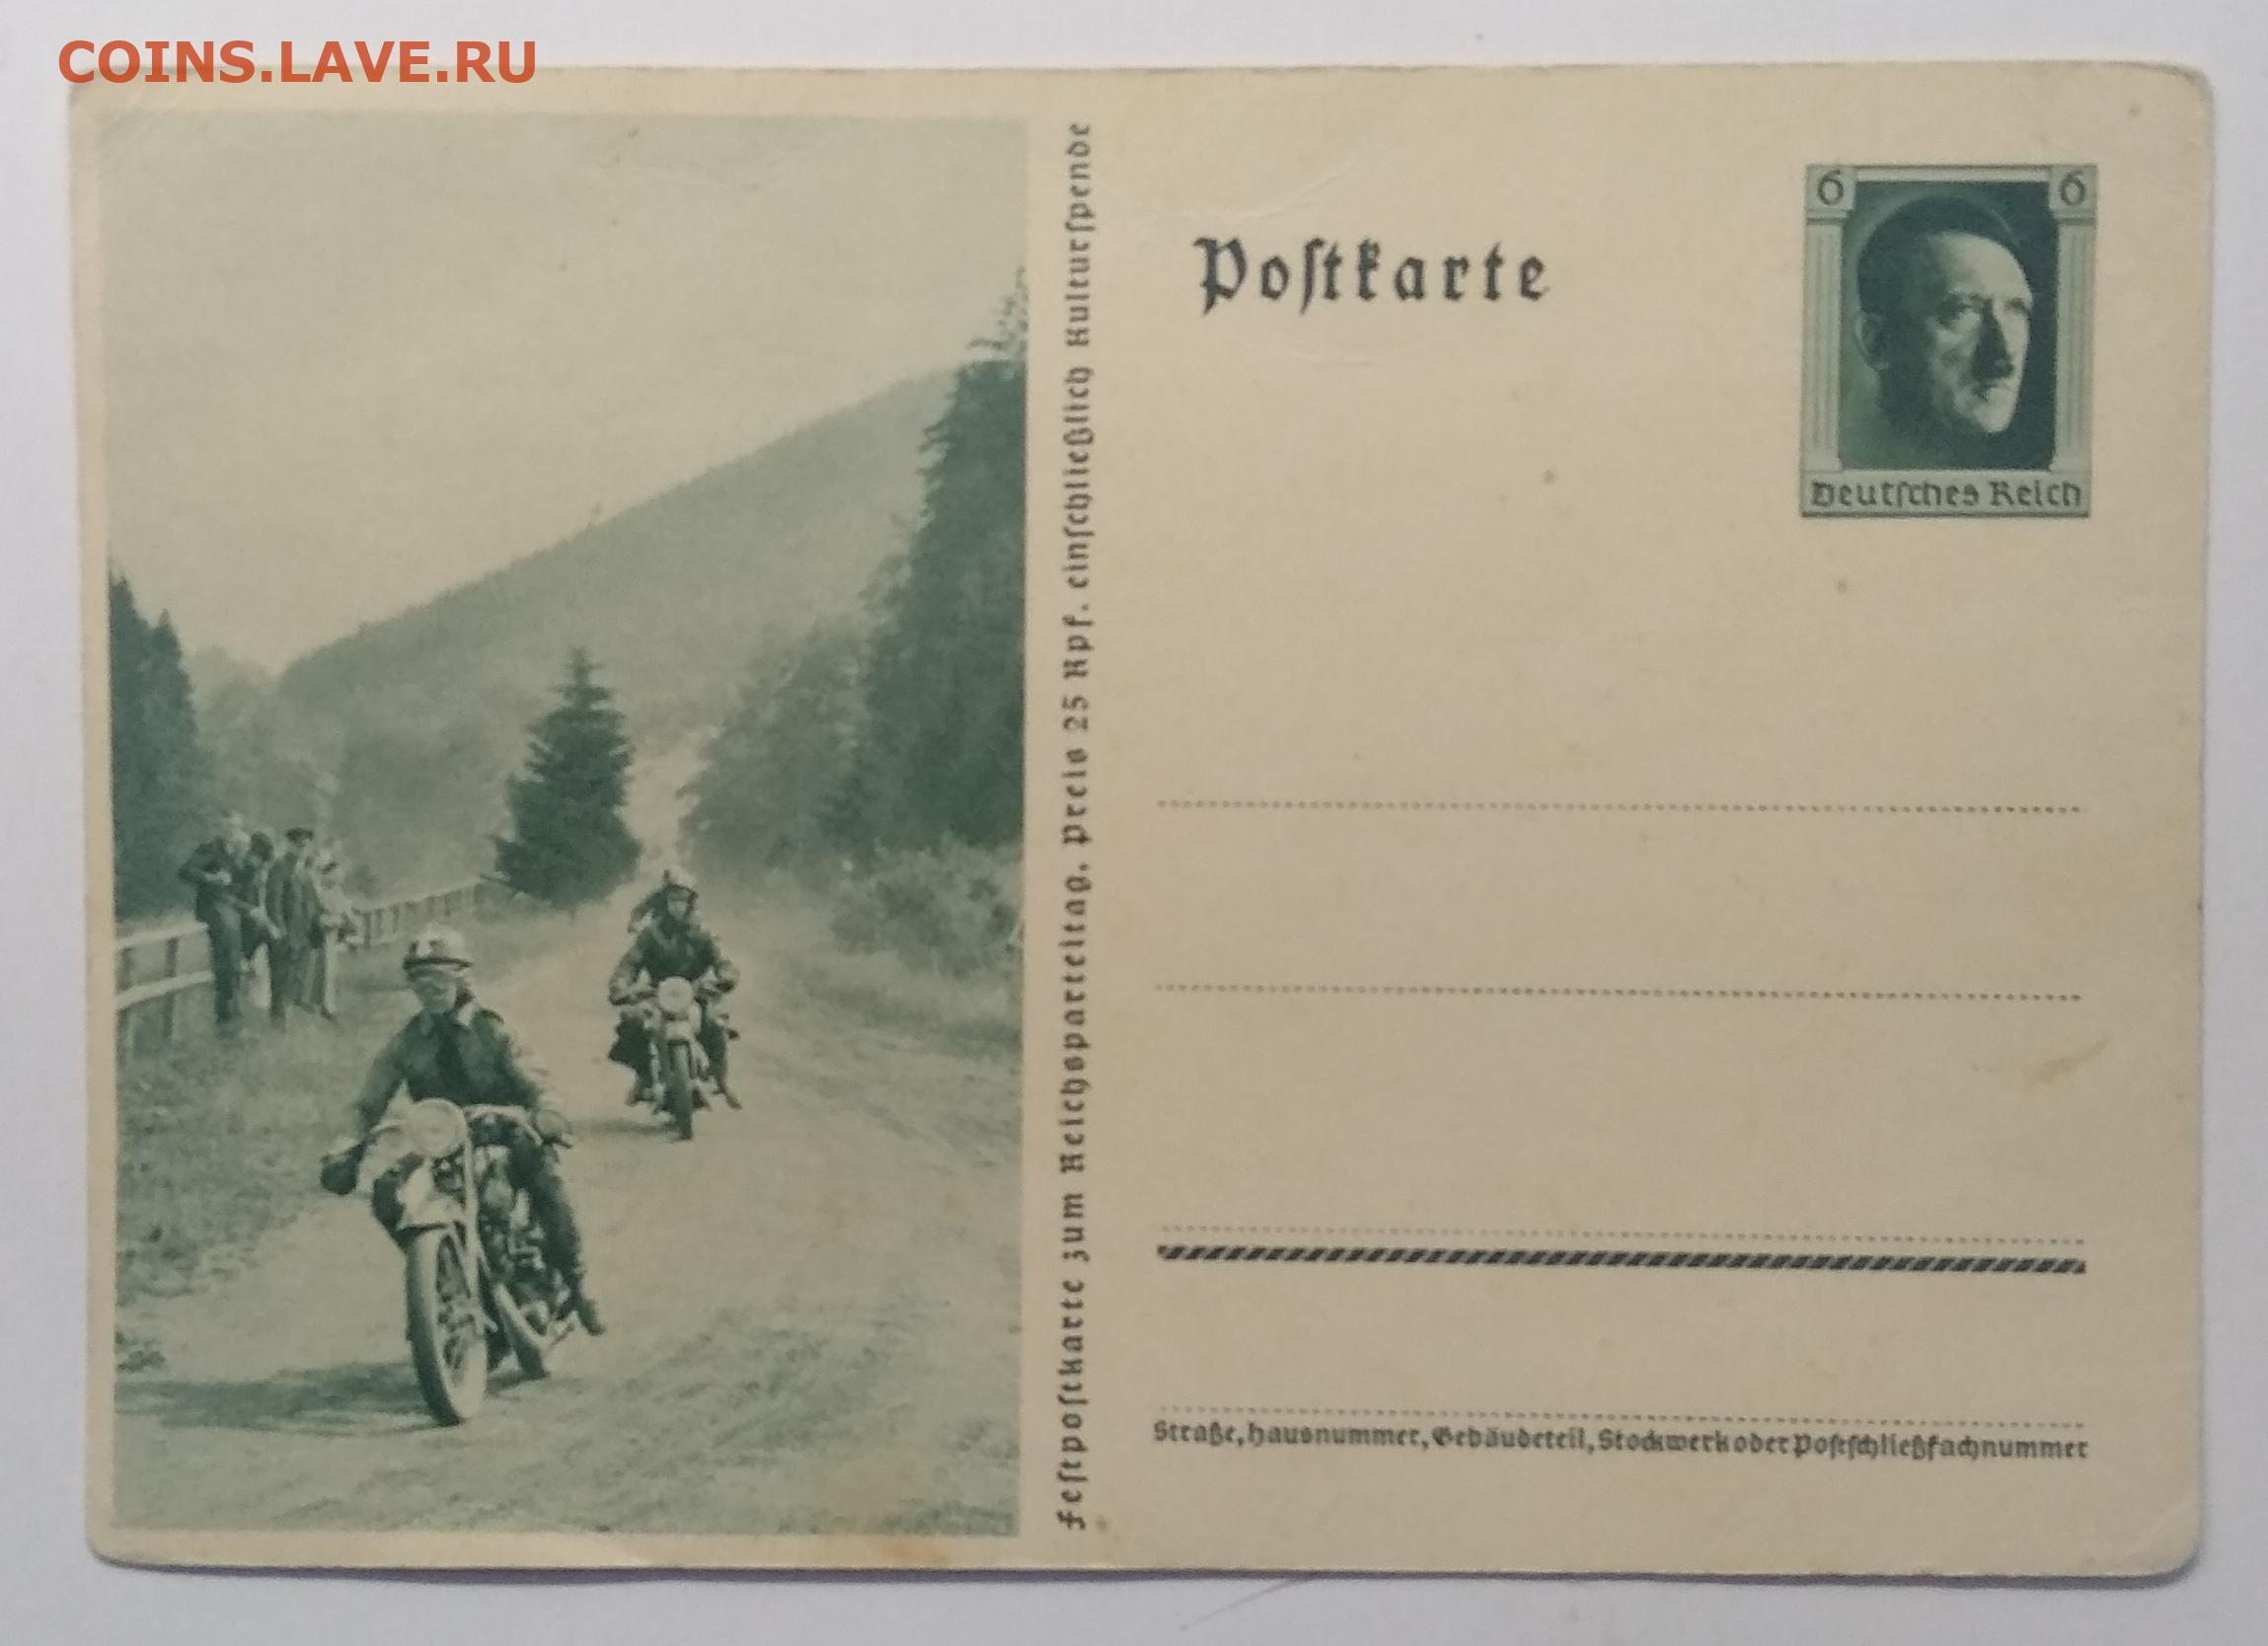 COINS.LAVE.RU
Festpostkarte zum Reichsparteitag, Preis 25 Rpf. einschließlich Kulturspende
Postkarte
6 6
Deutsches Reich
Straße, Hausnummer, Gebäudeteil, Stockwerk oder Postschließfachnummer